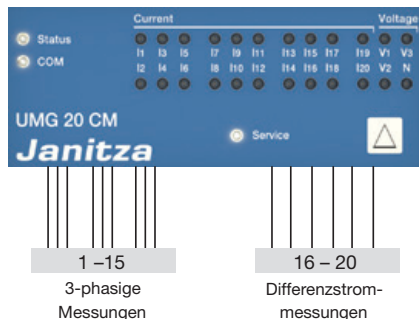 Current Voltage
Status
COM
I1 I3 I5 I7 I9 I11 I13 I15 I17 I19 V1 V3
I2 I4 I6 I8 I10 I12 I14 I16 I18 I20 V2 N
UMG 20 CM
Service
Janitza
1 –15 16 – 20
3-phasige Differenzstrom-
Messungen messungen